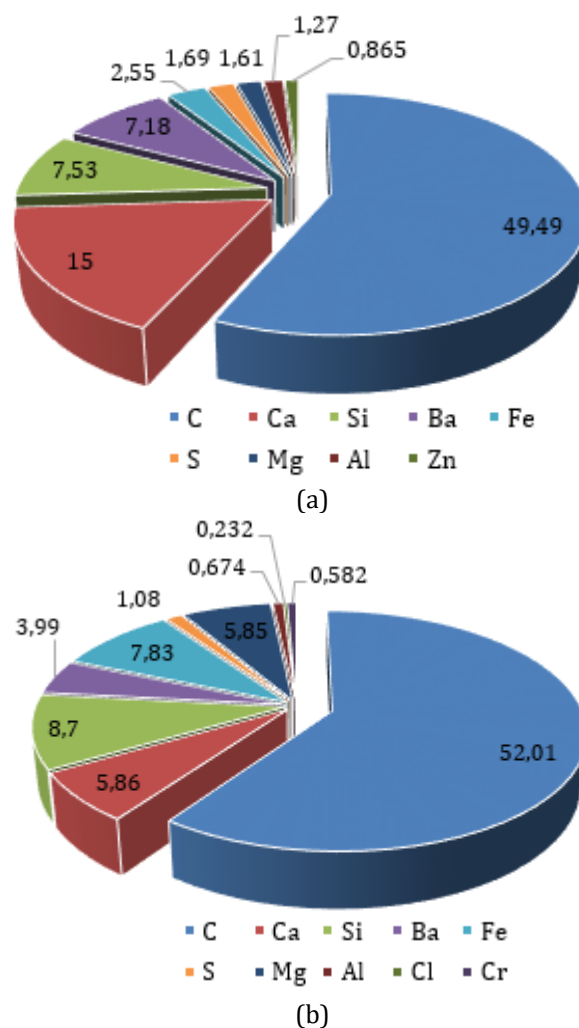 1,27
1,69 1,61 0,865
2,55
7,18
7,53
49,49
15
C Ca Si Ba Fe
S Mg Al Zn
(a)
0,232
0,674 0,582
1,08
3,99 5,85
7,83
8,7
52,01
5,86
C Ca Si Ba Fe
S Mg Al Cl Cr
(b)